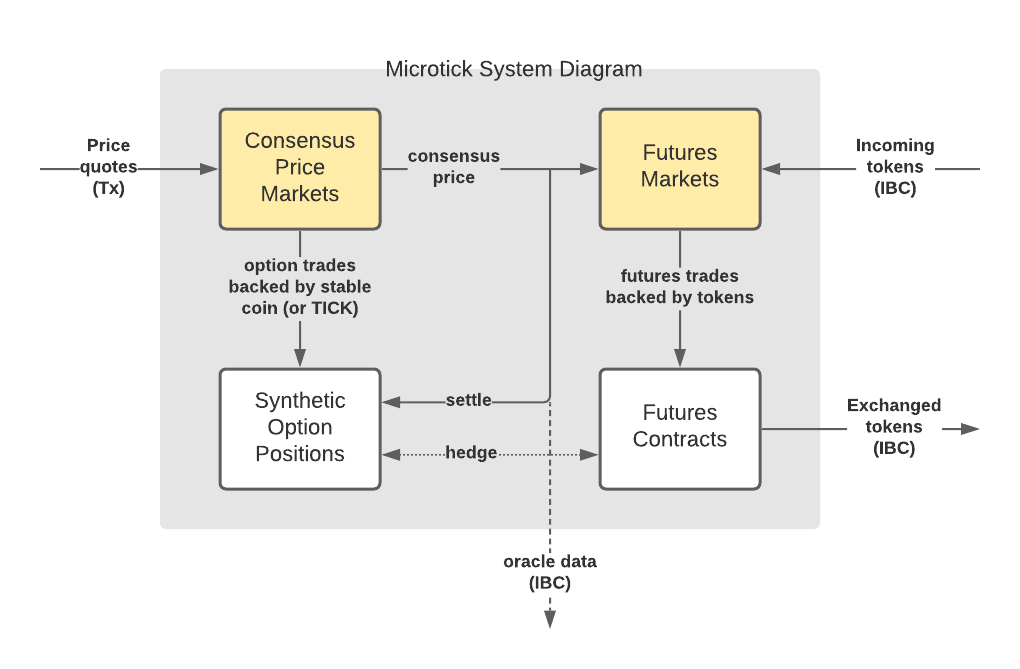 Microtick System Diagram
Price
quotes
(Tx)
Consensus
Price
Markets
consensus
price
Futures
Markets
Incoming
tokens
(IBC)
option trades
backed by stable
coin (or TICK)
futures trades
backed by tokens
Synthetic
Option
Positions
settle
hedge
Futures
Contracts
Exchanged
tokens
(IBC)
oracle data
(IBC)